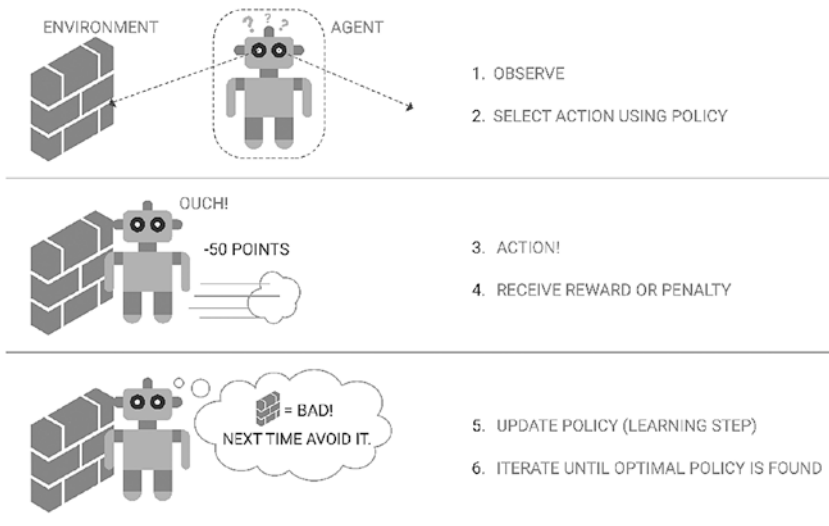 ENVIRONMENT
AGENT
? ? ?
1. OBSERVE
2. SELECT ACTION USING POLICY
OUCH!
-50 POINTS
3. ACTION!
4. RECEIVE REWARD OR PENALTY
= BAD!
NEXT TIME AVOID IT.
5. UPDATE POLICY (LEARNING STEP)
6. ITERATE UNTIL OPTIMAL POLICY IS FOUND